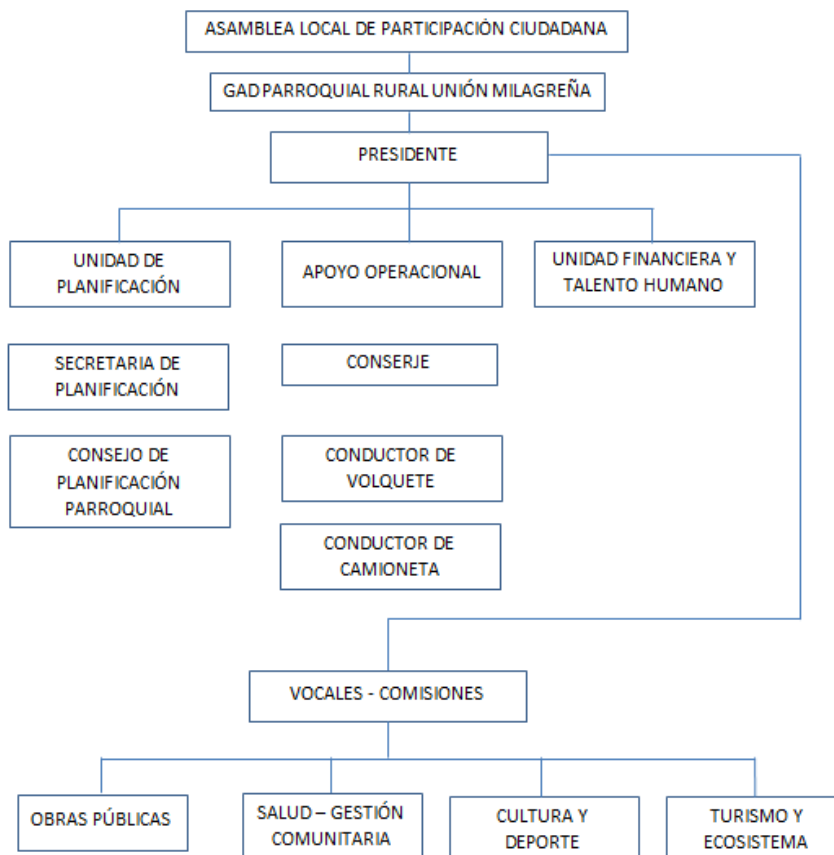 ASAMBLEA LOCAL DE PARTICIPACIÓN CIUDADANA
GAD PARROQUIAL RURAL UNIÓN MILAGREÑA
PRESIDENTE
UNIDAD DE
PLANIFICACIÓN
APOYO OPERACIONAL
UNIDAD FINANCIERA Y
TALENTO HUMANO
SECRETARIA DE
PLANIFICACIÓN
CONSERJE
CONSEJO DE
PLANIFICACIÓN
PARROQUIAL
CONDUCTOR DE
VOLQUETE
CONDUCTOR DE
CAMIONETA
VOCALES - COMISIONES
OBRAS PÚBLICAS
SALUD – GESTIÓN
COMUNITARIA
CULTURA Y
DEPORTE
TURISMO Y
ECOSISTEMA